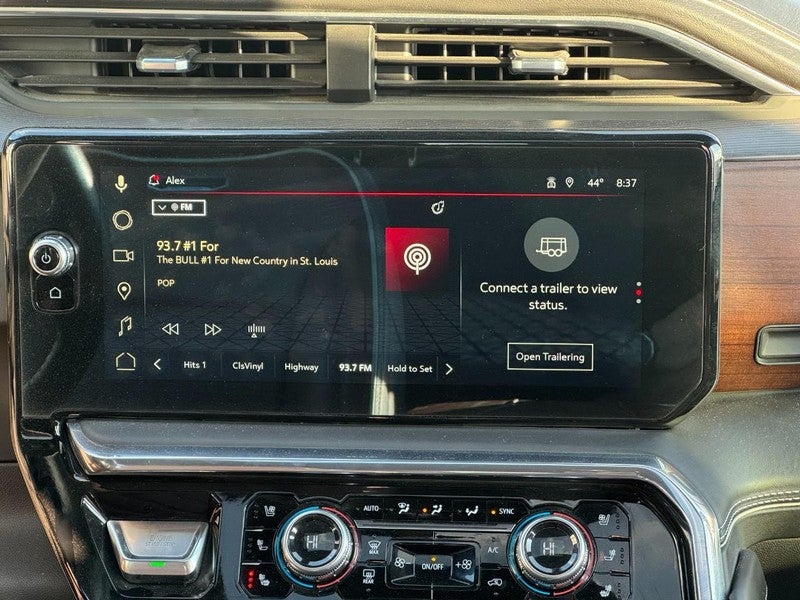 Alex 44° 8:37
FM
93.7 #1 For
The BULL #1 For New Country in St. Louis
POP
Connect a trailer to view
status.
Open Trailering
Hits 1 ClsVinyl Highway 93.7 FM Hold to Set
AUTO SYNC
HI HI
MAX A/C
ON/OFF
REAR